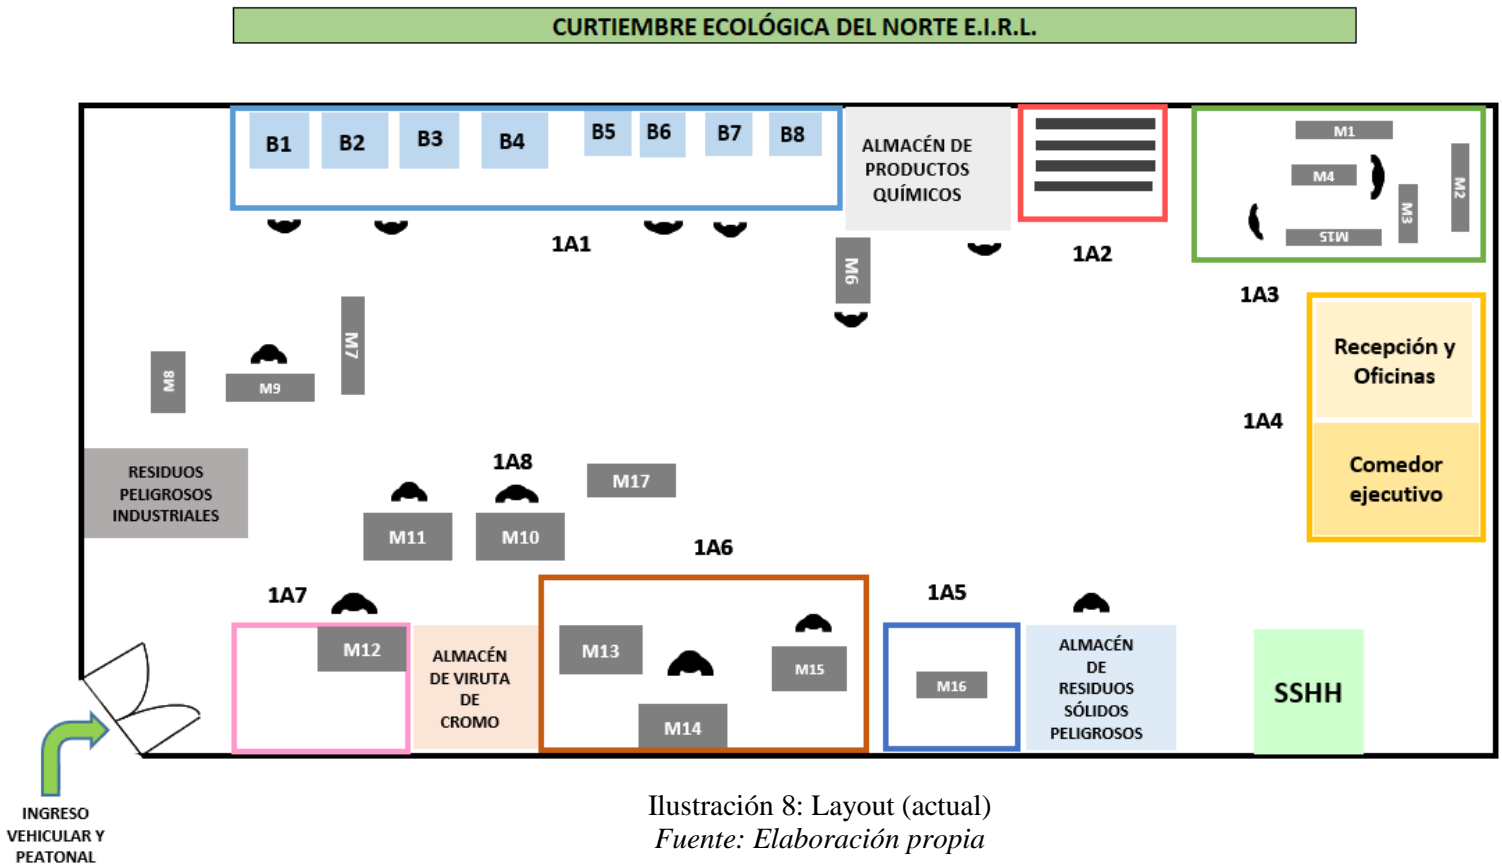 CURTIEMBRE ECOLÓGICA DEL NORTE E.I.R.L.
B1
B2
B3
B4
B5
B6
B7
B8
ALMACÉN DE
PRODUCTOS
QUÍMICOS
M1
M4
M2
M3
M15
1A1
1A2
1A3
M6
M7
M8
M9
Recepción y
Oficinas
1A4
Comedor
ejecutivo
RESIDUOS
PELIGROSOS
INDUSTRIALES
1A8
M17
M11
M10
1A6
1A7
1A5
M12
ALMACÉN
DE VIRUTA
DE
CROMO
M13
M15
M14
M16
ALMACÉN
DE
RESIDUOS
SÓLIDOS
PELIGROSOS
SSHH
INGRESO
VEHICULAR Y
PEATONAL
Ilustración 8: Layout (actual)
Fuente: Elaboración propia